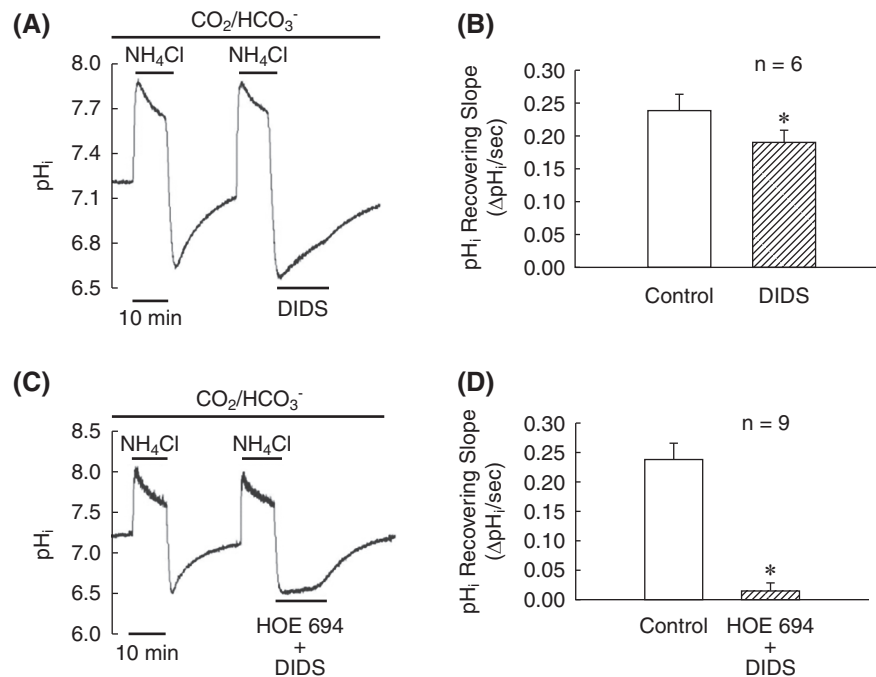 (A)
CO₂/HCO₃⁻
NH₄Cl NH₄Cl
8.0
7.7
7.4
7.1
6.8
6.5
pHᵢ
10 min
DIDS
(B)
n = 6
0.30
0.25
0.20
0.15
0.10
0.05
0.00
pHᵢ Recovering Slope
(ΔpHᵢ/sec)
*
Control DIDS
(C)
CO₂/HCO₃⁻
NH₄Cl NH₄Cl
8.5
8.0
7.5
7.0
6.5
6.0
pHᵢ
10 min
HOE 694
+
DIDS
(D)
n = 9
0.30
0.25
0.20
0.15
0.10
0.05
0.00
pHᵢ Recovering Slope
(ΔpHᵢ/sec)
*
Control HOE 694
+
DIDS